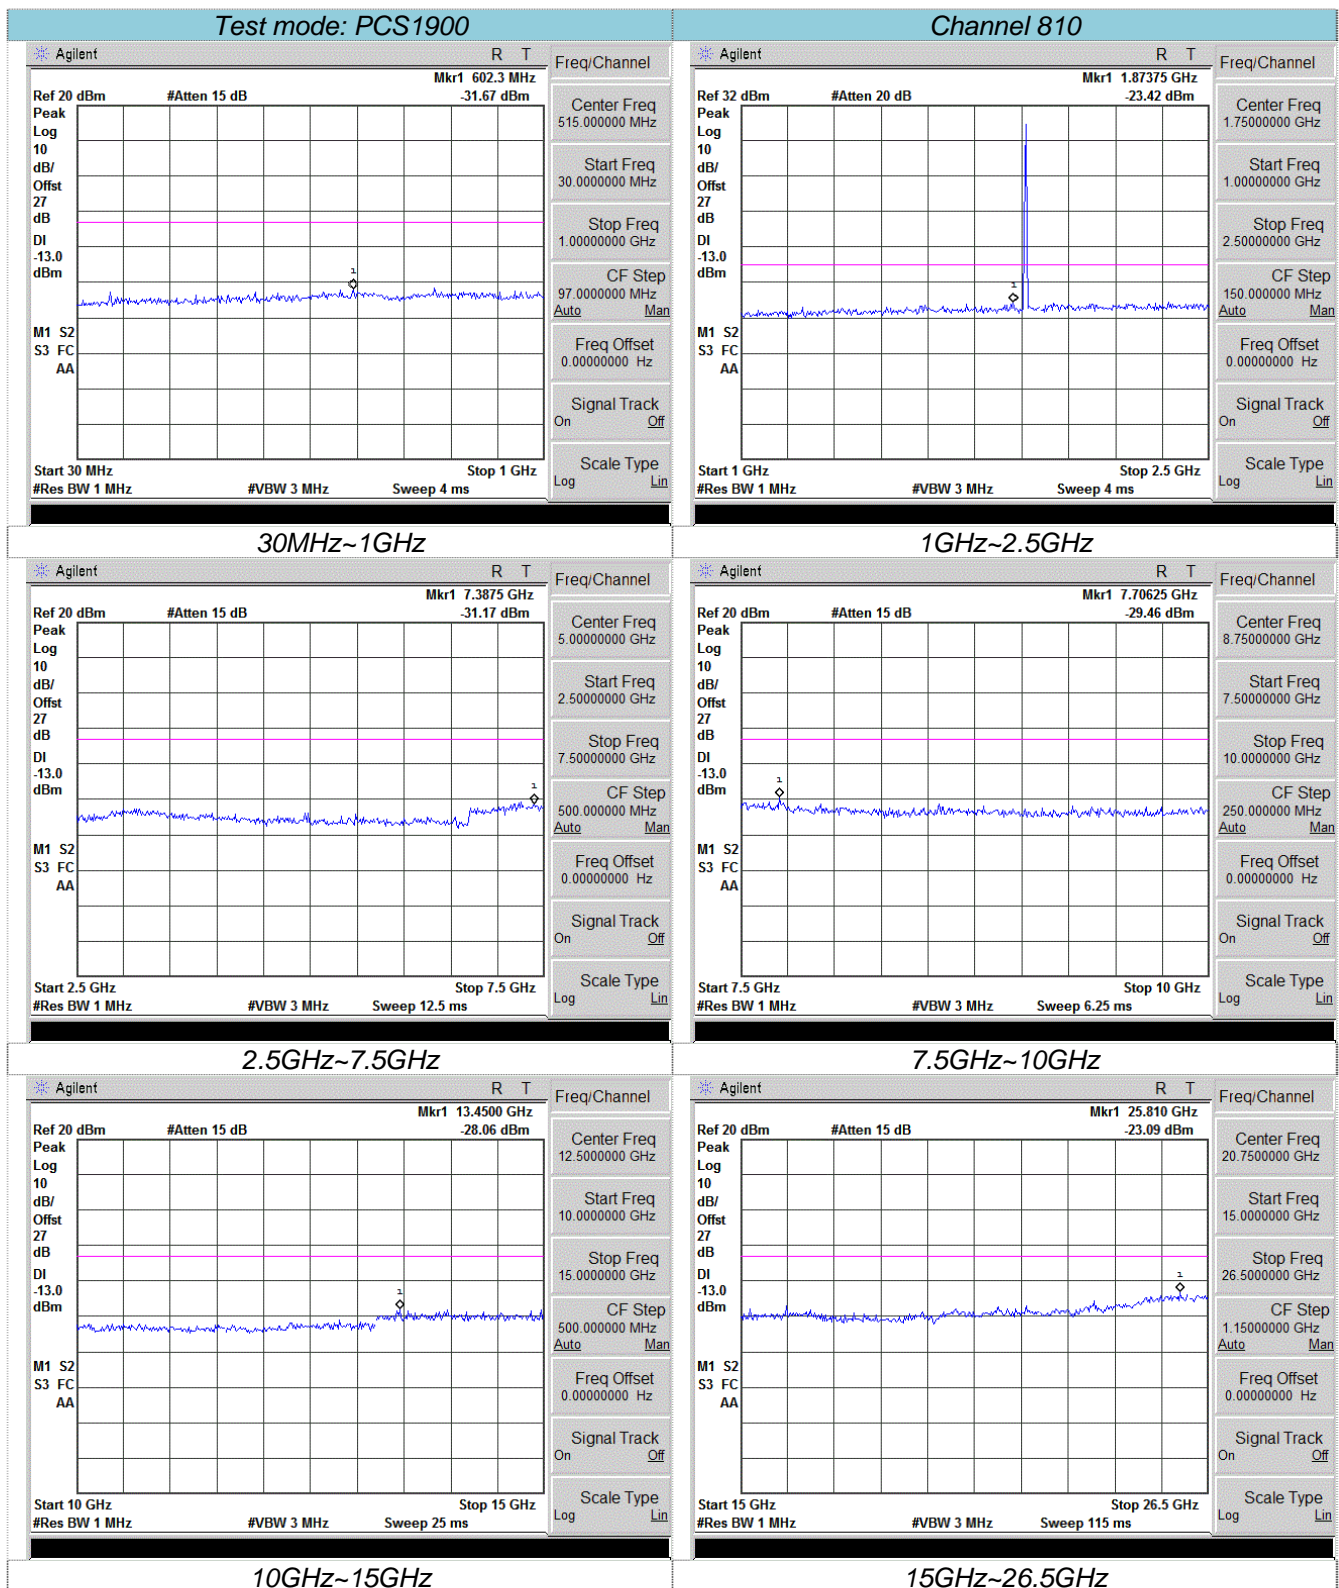 Test mode: PCS1900
Channel 810
Agilent
R T
Mkr1 602.3 MHz
Ref 20 dBm #Atten 15 dB -31.67 dBm
Peak
Log
10
dB/
Offst
27
dB
DI
-13.0
dBm
M1 S2
S3 FC
AA
1
Start 30 MHz Stop 1 GHz
#Res BW 1 MHz #VBW 3 MHz Sweep 4 ms
Freq/Channel
Center Freq
515.000000 MHz
Start Freq
30.0000000 MHz
Stop Freq
1.00000000 GHz
CF Step
97.0000000 MHz
Auto Man
Freq Offset
0.00000000 Hz
Signal Track
On Off
Scale Type
Log Lin
Agilent
R T
Mkr1 1.87375 GHz
Ref 32 dBm #Atten 20 dB -23.42 dBm
Peak
Log
10
dB/
Offst
27
dB
DI
-13.0
dBm
M1 S2
S3 FC
AA
1
Start 1 GHz Stop 2.5 GHz
#Res BW 1 MHz #VBW 3 MHz Sweep 4 ms
Freq/Channel
Center Freq
1.75000000 GHz
Start Freq
1.00000000 GHz
Stop Freq
2.50000000 GHz
CF Step
150.000000 MHz
Auto Man
Freq Offset
0.00000000 Hz
Signal Track
On Off
Scale Type
Log Lin
30MHz~1GHz
1GHz~2.5GHz
Agilent
R T
Mkr1 7.3875 GHz
Ref 20 dBm #Atten 15 dB -31.17 dBm
Peak
Log
10
dB/
Offst
27
dB
DI
-13.0
dBm
M1 S2
S3 FC
AA
1
Start 2.5 GHz Stop 7.5 GHz
#Res BW 1 MHz #VBW 3 MHz Sweep 12.5 ms
Freq/Channel
Center Freq
5.00000000 GHz
Start Freq
2.50000000 GHz
Stop Freq
7.50000000 GHz
CF Step
500.000000 MHz
Auto Man
Freq Offset
0.00000000 Hz
Signal Track
On Off
Scale Type
Log Lin
Agilent
R T
Mkr1 7.70625 GHz
Ref 20 dBm #Atten 15 dB -29.46 dBm
Peak
Log
10
dB/
Offst
27
dB
DI
-13.0
dBm
M1 S2
S3 FC
AA
1
Start 7.5 GHz Stop 10 GHz
#Res BW 1 MHz #VBW 3 MHz Sweep 6.25 ms
Freq/Channel
Center Freq
8.75000000 GHz
Start Freq
7.50000000 GHz
Stop Freq
10.0000000 GHz
CF Step
250.000000 MHz
Auto Man
Freq Offset
0.00000000 Hz
Signal Track
On Off
Scale Type
Log Lin
2.5GHz~7.5GHz
7.5GHz~10GHz
Agilent
R T
Mkr1 13.4500 GHz
Ref 20 dBm #Atten 15 dB -28.06 dBm
Peak
Log
10
dB/
Offst
27
dB
DI
-13.0
dBm
M1 S2
S3 FC
AA
1
Start 10 GHz Stop 15 GHz
#Res BW 1 MHz #VBW 3 MHz Sweep 25 ms
Freq/Channel
Center Freq
12.5000000 GHz
Start Freq
10.0000000 GHz
Stop Freq
15.0000000 GHz
CF Step
500.000000 MHz
Auto Man
Freq Offset
0.00000000 Hz
Signal Track
On Off
Scale Type
Log Lin
Agilent
R T
Mkr1 25.810 GHz
Ref 20 dBm #Atten 15 dB -23.09 dBm
Peak
Log
10
dB/
Offst
27
dB
DI
-13.0
dBm
M1 S2
S3 FC
AA
1
Start 15 GHz Stop 26.5 GHz
#Res BW 1 MHz #VBW 3 MHz Sweep 115 ms
Freq/Channel
Center Freq
20.7500000 GHz
Start Freq
15.0000000 GHz
Stop Freq
26.5000000 GHz
CF Step
1.15000000 GHz
Auto Man
Freq Offset
0.00000000 Hz
Signal Track
On Off
Scale Type
Log Lin
10GHz~15GHz
15GHz~26.5GHz